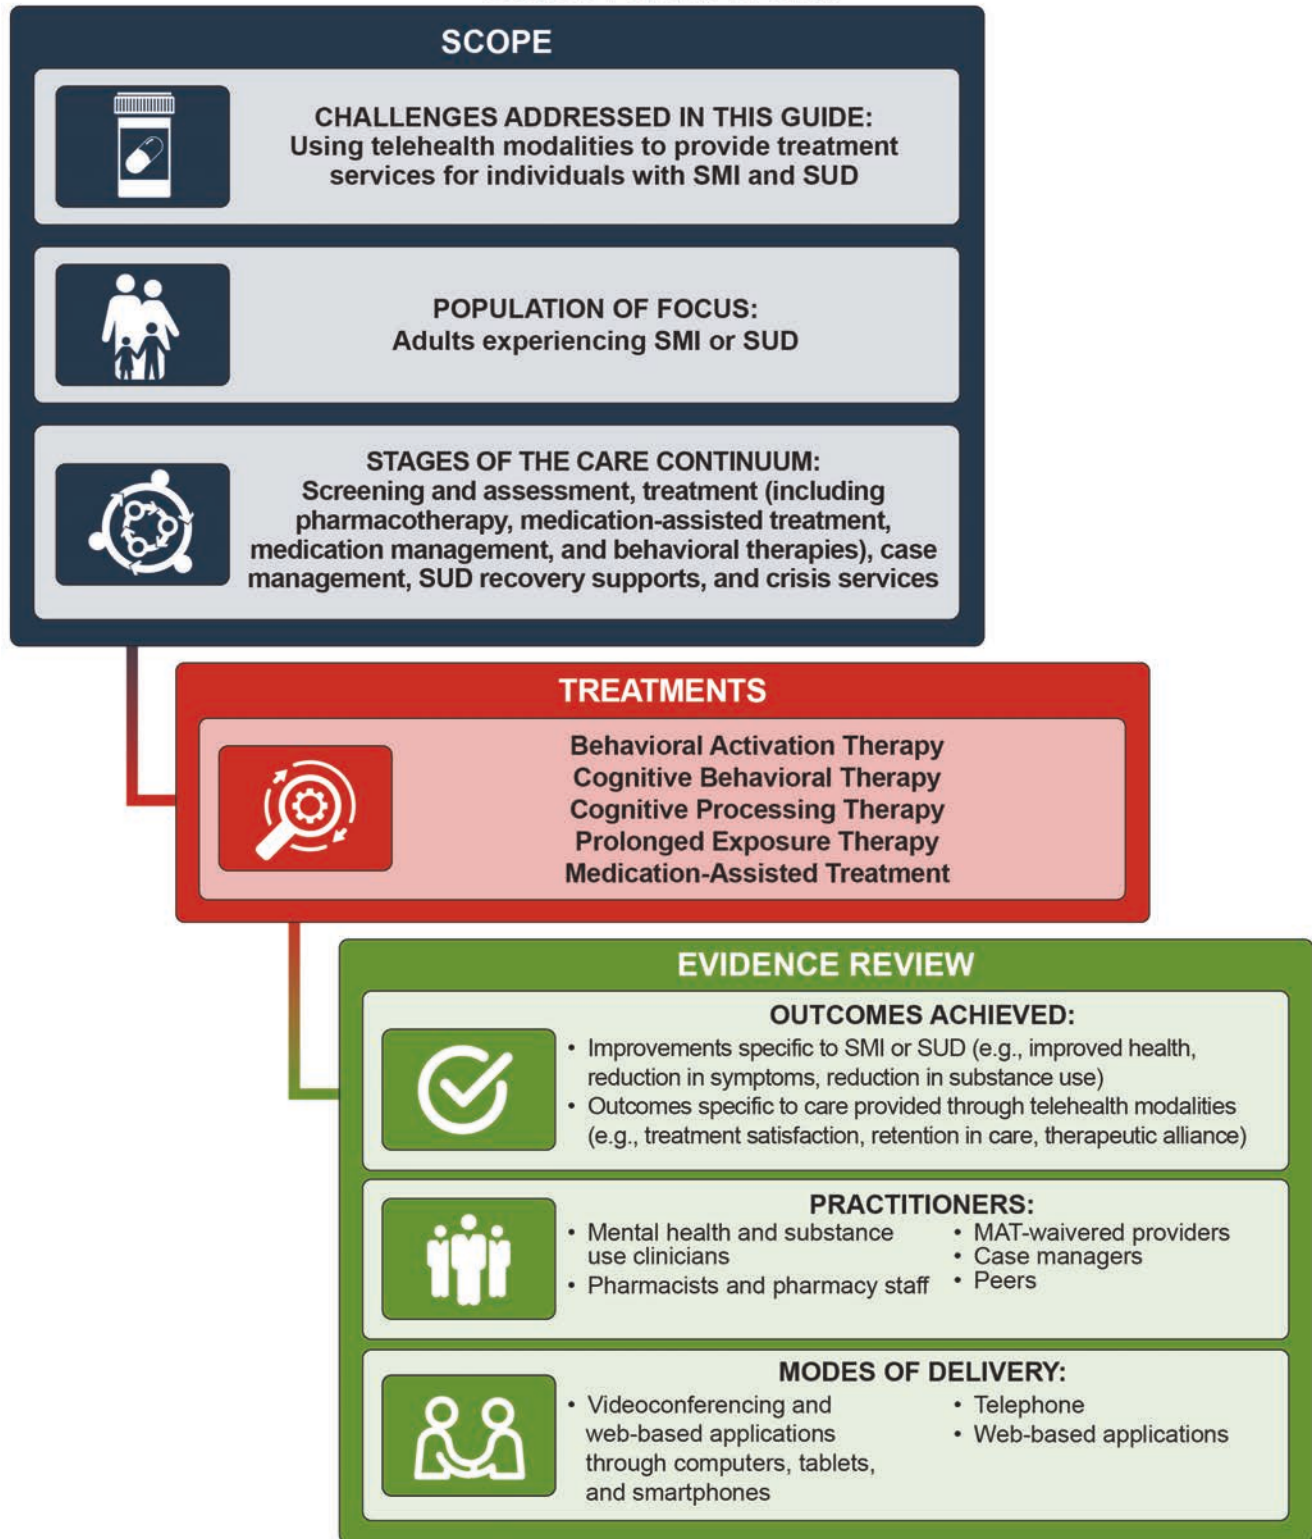 SCOPE
CHALLENGES ADDRESSED IN THIS GUIDE:
Using telehealth modalities to provide treatment
services for individuals with SMI and SUD
POPULATION OF FOCUS:
Adults experiencing SMI or SUD
STAGES OF THE CARE CONTINUUM:
Screening and assessment, treatment (including
pharmacotherapy, medication-assisted treatment,
medication management, and behavioral therapies), case
management, SUD recovery supports, and crisis services
TREATMENTS
Behavioral Activation Therapy
Cognitive Behavioral Therapy
Cognitive Processing Therapy
Prolonged Exposure Therapy
Medication-Assisted Treatment
EVIDENCE REVIEW
OUTCOMES ACHIEVED:
• Improvements specific to SMI or SUD (e.g., improved health,
reduction in symptoms, reduction in substance use)
• Outcomes specific to care provided through telehealth modalities
(e.g., treatment satisfaction, retention in care, therapeutic alliance)
PRACTITIONERS:
• Mental health and substance
use clinicians
• Pharmacists and pharmacy staff
• MAT-waivered providers
• Case managers
• Peers
MODES OF DELIVERY:
• Videoconferencing and
web-based applications
through computers, tablets,
and smartphones
• Telephone
• Web-based applications